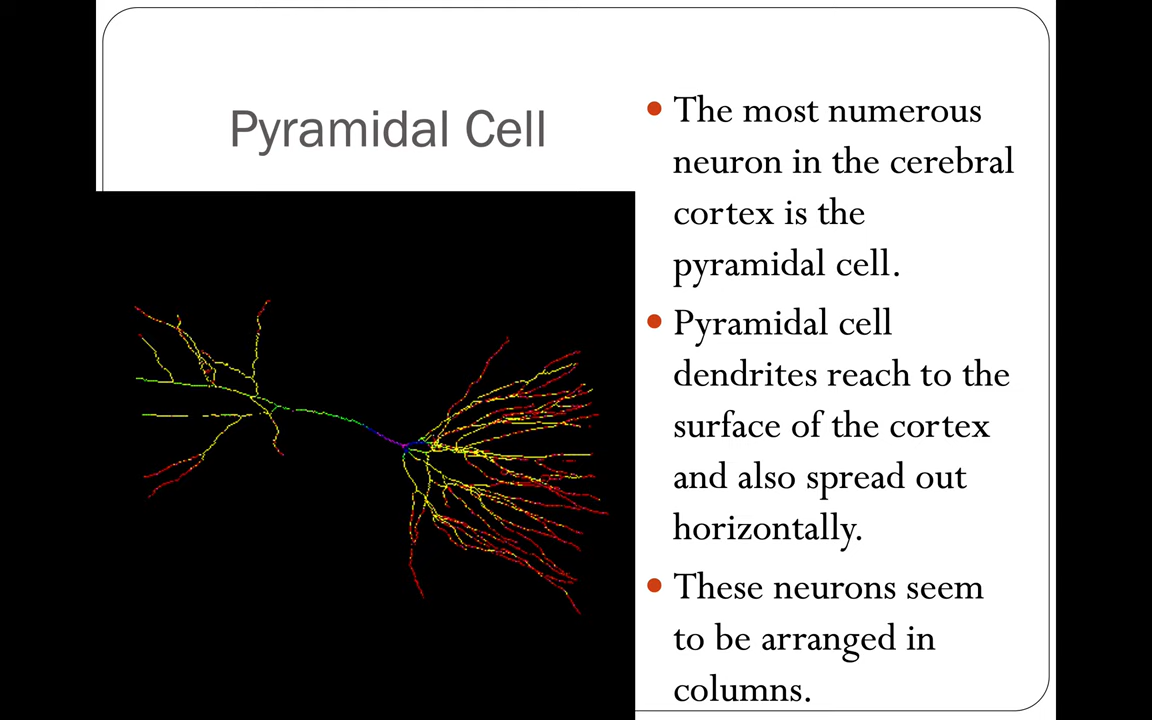 Pyramidal Cell
• The most numerous
neuron in the cerebral
cortex is the
pyramidal cell.
• Pyramidal cell
dendrites reach to the
surface of the cortex
and also spread out
horizontally.
• These neurons seem
to be arranged in
columns.